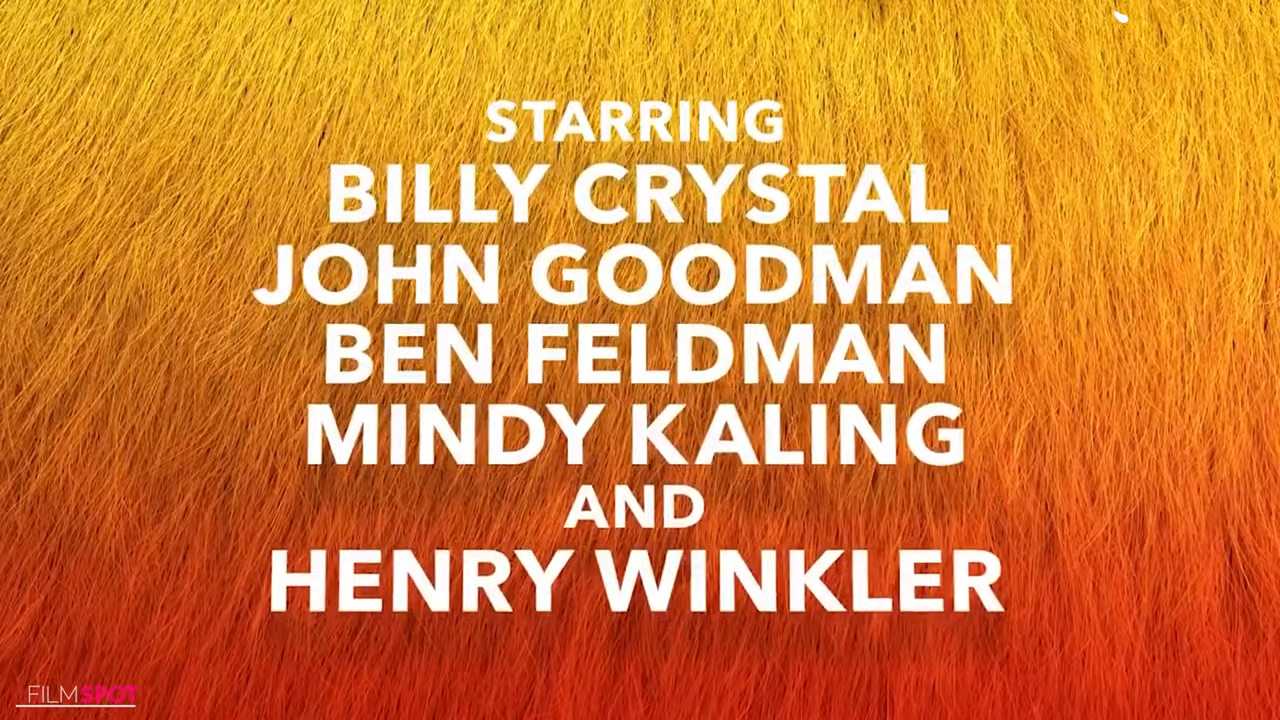 STARRING
BILLY CRYSTAL
JOHN GOODMAN
BEN FELDMAN
MINDY KALING
AND
HENRY WINKLER
FILMSPOT